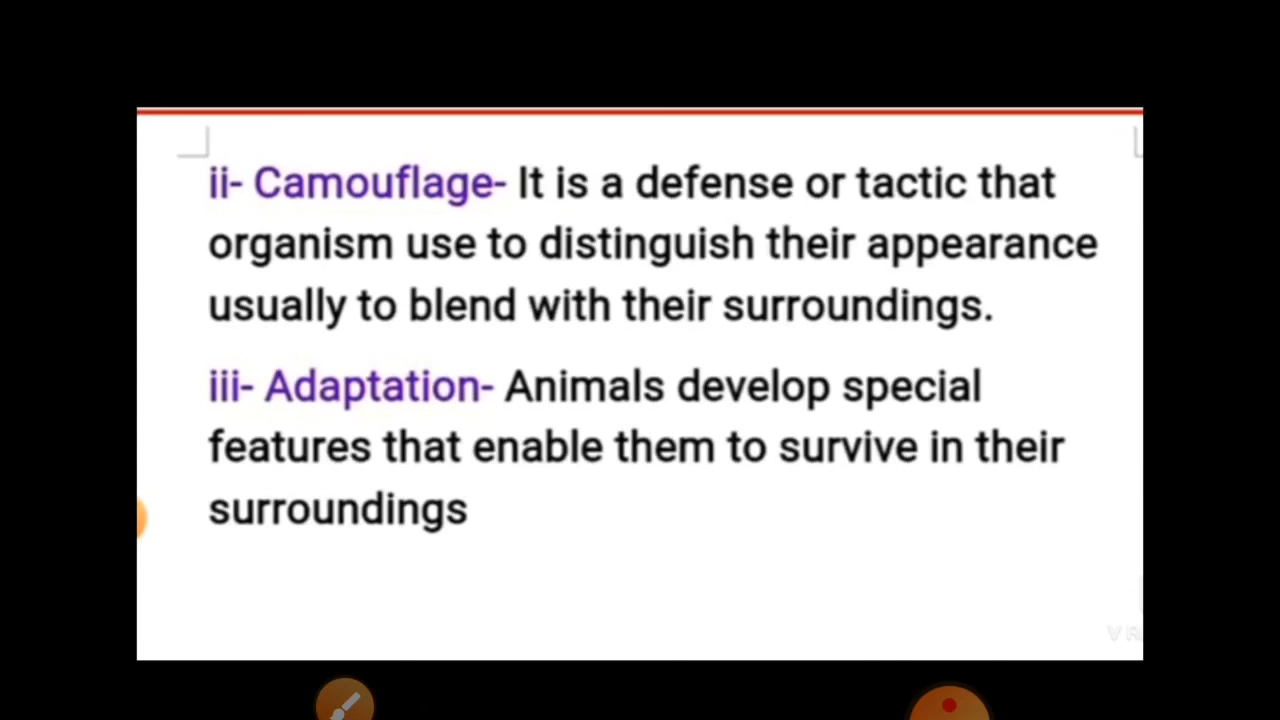 ii- Camouflage- It is a defense or tactic that
organism use to distinguish their appearance
usually to blend with their surroundings.
iii- Adaptation- Animals develop special
features that enable them to survive in their
surroundings